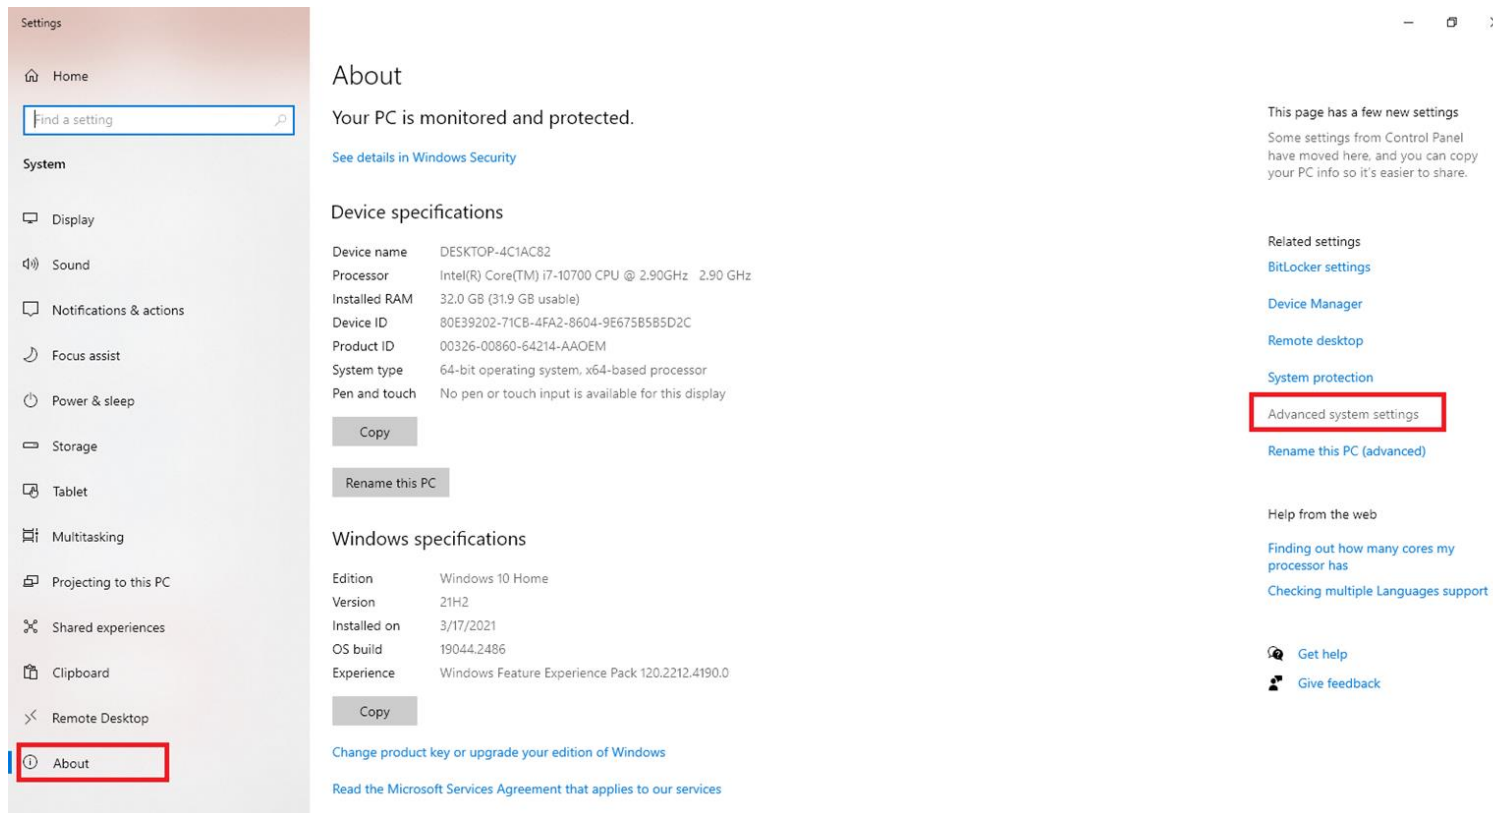 Settings
Home
Find a setting
System
Display
Sound
Notifications & actions
Focus assist
Power & sleep
Storage
Tablet
Multitasking
Projecting to this PC
Shared experiences
Clipboard
Remote Desktop
About
About
Your PC is monitored and protected.
See details in Windows Security
Device specifications
Device name DESKTOP-4C1AC82
Processor Intel(R) Core(TM) i7-10700 CPU @ 2.90GHz 2.90 GHz
Installed RAM 32.0 GB (31.9 GB usable)
Device ID 80E39202-71CB-4FA2-8604-9E675B5B5D2C
Product ID 00326-00860-64214-AAOEM
System type 64-bit operating system, x64-based processor
Pen and touch No pen or touch input is available for this display
Copy
Rename this PC
Windows specifications
Edition Windows 10 Home
Version 21H2
Installed on 3/17/2021
OS build 19044.2486
Experience Windows Feature Experience Pack 120.2212.4190.0
Copy
Change product key or upgrade your edition of Windows
Read the Microsoft Services Agreement that applies to our services
This page has a few new settings
Some settings from Control Panel
have moved here, and you can copy
your PC info so it's easier to share.
Related settings
BitLocker settings
Device Manager
Remote desktop
System protection
Advanced system settings
Rename this PC (advanced)
Help from the web
Finding out how many cores my
processor has
Checking multiple Languages support
Get help
Give feedback